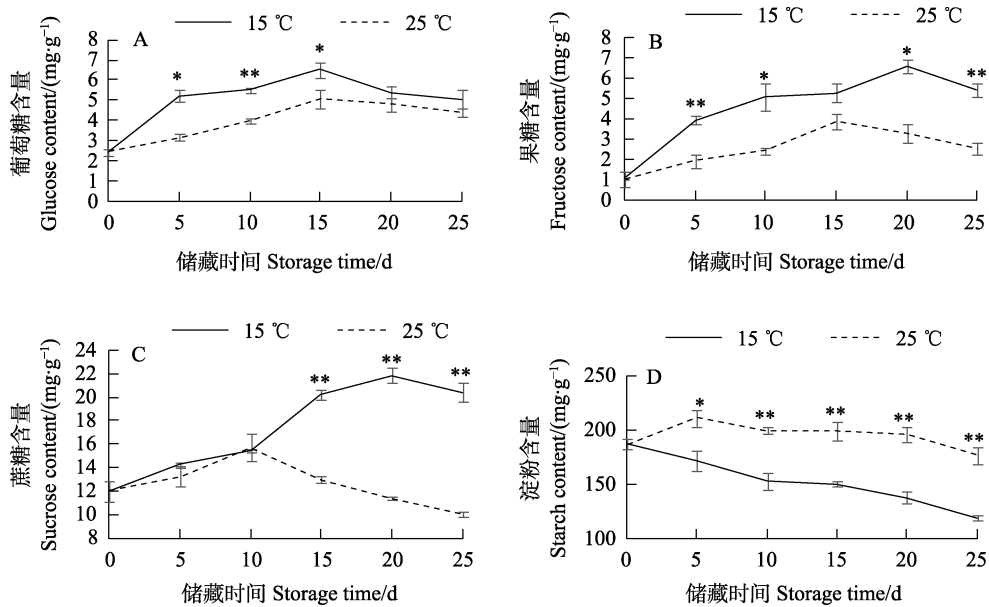 15 ℃ 25 ℃
A
葡萄糖含量
Glucose content/(mg·g⁻¹)
8
7
6
5
4
3
2
1
0
* ** *
0 5 10 15 20 25
储藏时间 Storage time/d
15 ℃ 25 ℃
B
果糖含量
Fructose content/(mg·g⁻¹)
8
7
6
5
4
3
2
1
0
** * * **
0 5 10 15 20 25
储藏时间 Storage time/d
15 ℃ 25 ℃
C
蔗糖含量
Sucrose content/(mg·g⁻¹)
24
22
20
18
16
14
12
10
8
** ** **
0 5 10 15 20 25
储藏时间 Storage time/d
15 ℃ 25 ℃
D
淀粉含量
Starch content/(mg·g⁻¹)
250
200
150
100
* ** ** ** **
0 5 10 15 20 25
储藏时间 Storage time/d